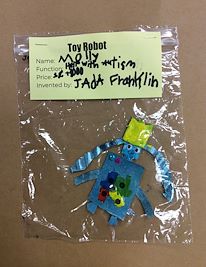 Toy Robot
Name: Molly
Function: Help with autism
Price: $1000
Invented by: JAdA Franklin